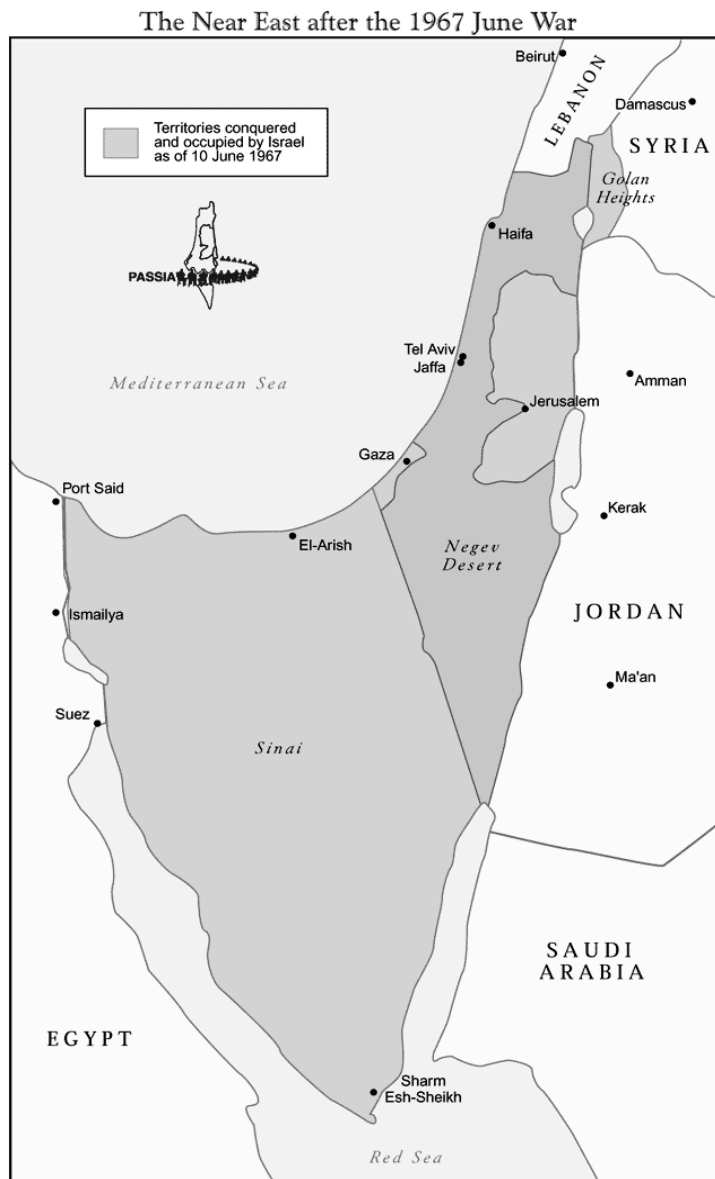 The Near East after the 1967 June War
Beirut
LEBANON
Damascus
Territories conquered
and occupied by Israel
as of 10 June 1967
SYRIA
Golan
Heights
Haifa
PASSIA
Tel Aviv
Jaffa
Mediterranean Sea
Amman
Jerusalem
Gaza
Port Said
Kerak
El-Arish
Negev
Desert
Ismailya
JORDAN
Ma'an
Suez
Sinai
SAUDI
ARABIA
EGYPT
Sharm
Esh-Sheikh
Red Sea